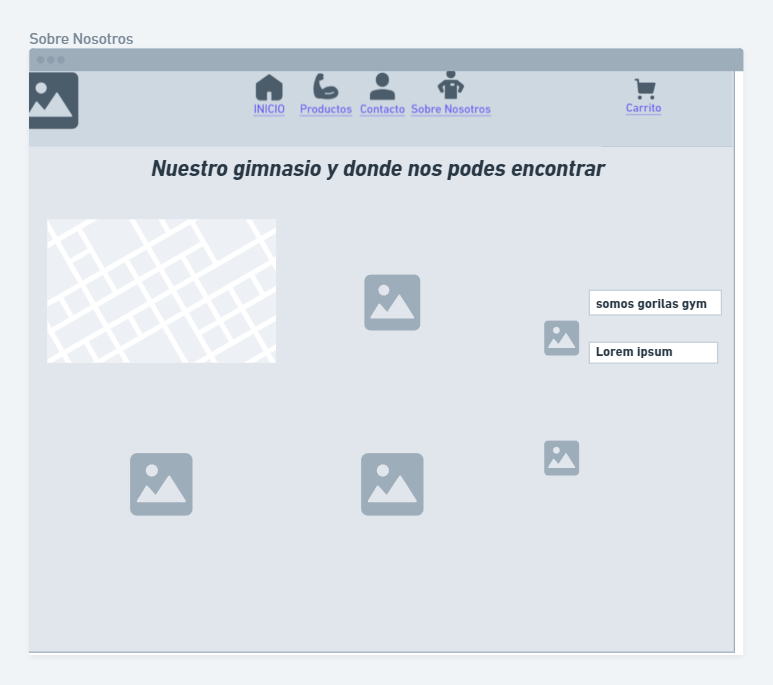 Sobre Nosotros
INICIO
Productos
Contacto
Sobre Nosotros
Carrito
Nuestro gimnasio y donde nos podes encontrar
somos gorilas gym
Lorem ipsum